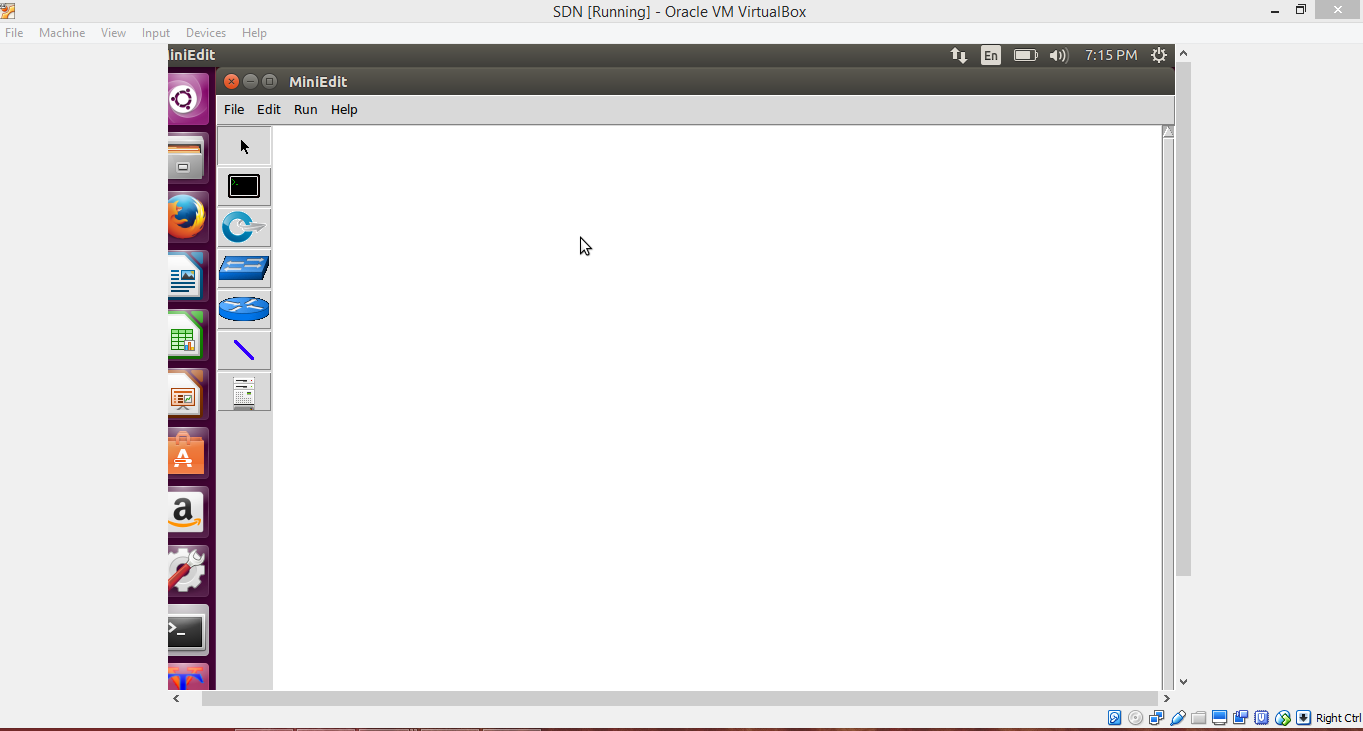 SDN [Running] - Oracle VM VirtualBox
File Machine View Input Devices Help
iniEdit
En 7:15 PM
MiniEdit
File Edit Run Help
Right Ctrl